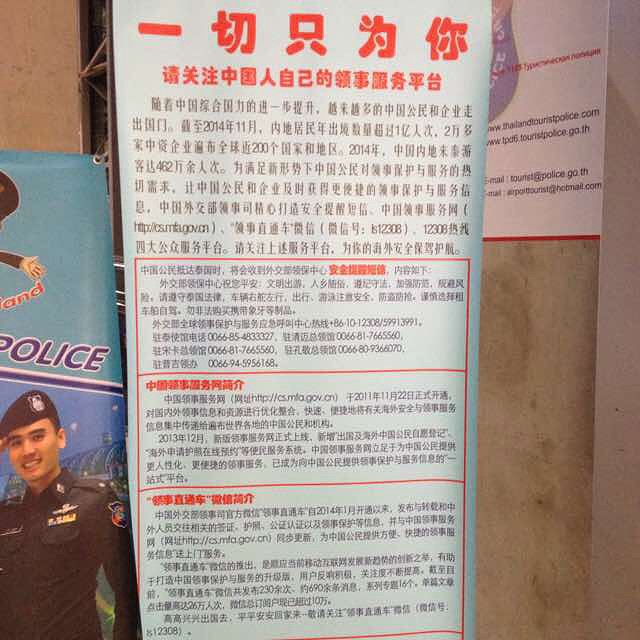 一切只为你
请关注中国人自己的领事服务平台
随着中国综合国力的进一步提升，越来越多的中国公民和企业走
出国门。截至2014年11月，内地居民年出境数量超过1亿人次，2万多
家中资企业遍布全球近200个国家和地区。2014年，中国内地来泰游
客达462万余人次。为满足新形势下中国公民对领事保护与服务的热
切需求，让中国公民和企业及时获得更便捷的领事保护与服务信
息，中国外交部领事司精心打造安全提醒短信、中国领事服务网（
http://cs.mfa.gov.cn）、“领事直通车”微信（微信号：ls12308）、12308热线
四大公众服务平台。请关注上述服务平台，为你的海外安全保驾护航。
中国公民抵达泰国时，将会收到外交部领保中心安全提醒短信，内容如下：
外交部领保中心祝您平安：文明出游，人乡随俗，遵纪守法，加强防范，规避风
险。请遵守泰国法律，车辆右舵左行，出行、游泳注意安全，防盗防抢，谨慎选择租
车船自驾。勿非法购买携带象牙等制品。
外交部全球领事保护与服务应急呼叫中心热线+86-10-12308/59913991。
驻泰使馆电话 0066-85-4833327，驻清迈总领馆 0066-81-7665560，
驻宋卡总领馆 0066-81-7665560，驻孔敬总领馆 0066-80-9366070，
驻普吉领办 0066-94-5956168。
中国领事服务网简介
中国领事服务网（网址http://cs.mfa.gov.cn） 于2011年11月22日正式开通，
对国内外领事信息和资源进行优化整合，快速、便捷地将有关海外安全与领事服务
信息集中传递给遍布世界各地的中国公民和机构。
2013年12月，新版领事服务网正式上线，新增“出国及海外中国公民自愿登记”、
“海外申请护照在线预约”等便民服务系统。中国领事服务网立足于为中国公民提供
更人性化、更便捷的领事服务，已成为向中国公民提供领事保护与服务信息的“一
站式”平台。
“领事直通车”微信简介
中国外交部领事司官方微信“领事直通车”自2014年1月开通以来，发布与转载和中
外人员交往相关的签证、护照、公证认证以及领事保护等信息，并与中国领事服务
网（网址http://cs.mfa.gov.cn）同步更新，为中国公民提供方便、快捷的领事服
务信息“送上门”服务。
“领事直通车”微信的推出，是顺应当前移动互联网发展新趋势的创新之举，有助
于打造中国领事保护与服务的升级版，用户反响积极，关注度不断提高。截至目
前，“领事直通车”微信共发布230余次、约690余条消息，系列专题16个。单篇文章
点击量高达26万人次，微信总订阅户现已超过10万。
高高兴兴出国去，平平安安回家来--敬请关注“领事直通车”微信（微信号：
ls12308）。
and
POLICE
1155 Туристическая полиция
www.thailandtouristpolice.com
www.tpd6.touristpolice.go.th
E-mail : tourist@police.go.th
E-mail : airporttourist@hotmail.com